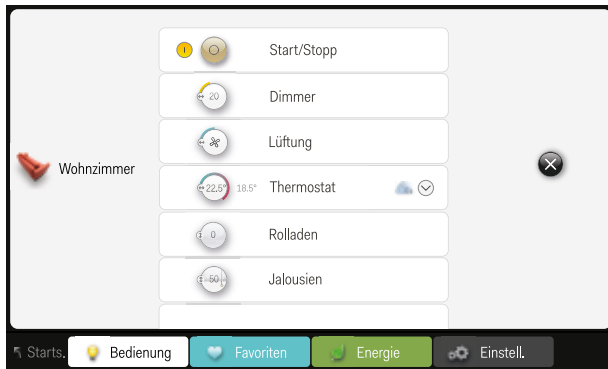 Start/Stopp
20 Dimmer
Lüftung
Wohnzimmer
22.5° 18.5° Thermostat
0 Rolladen
50 Jalousien
Starts. Bedienung Favoriten Energie Einstell.